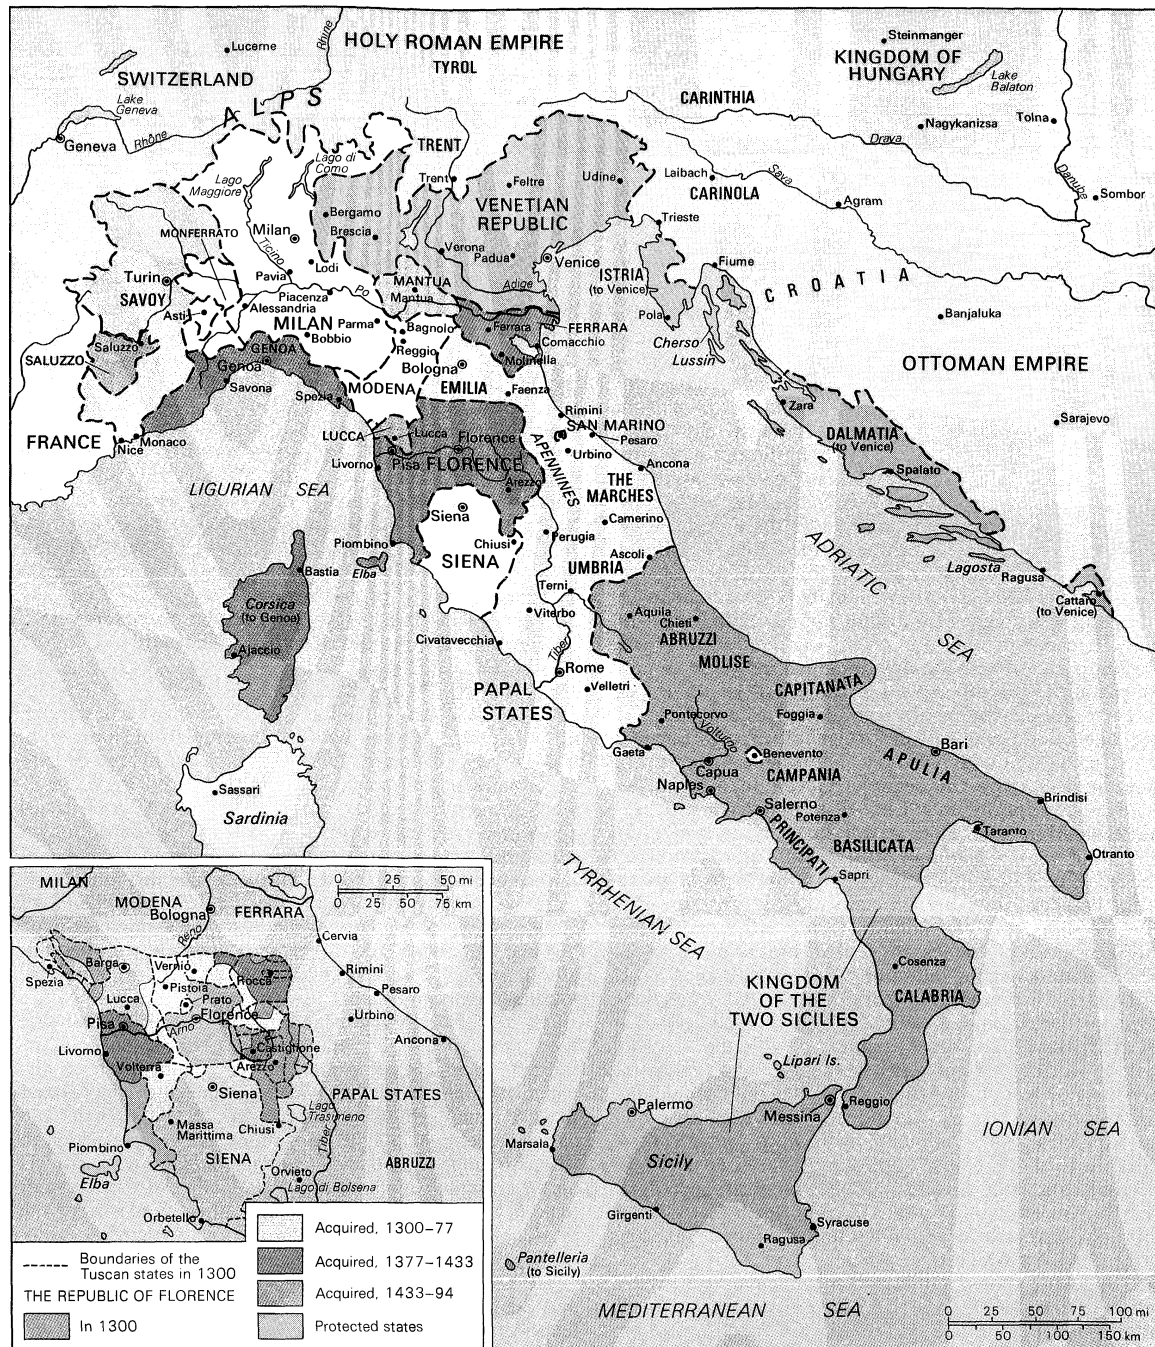 Lucerne
Rhine
HOLY ROMAN EMPIRE
TYROL
Steinmanger
KINGDOM OF
HUNGARY
Lake
Balaton
SWITZERLAND
Lake
Geneva
ALPS
CARINTHIA
Nagykanizsa
Tolna
Geneva
Rhône
TRENT
Drava
Lago di
Como
Lago
Maggiore
Trent
Feltre
Udine
Laibach
CARINOLA
Sava
Danube
Sombor
VENETIAN
REPUBLIC
Agram
Bergamo
Brescia
Trieste
MONFERRATO
Milan
Ticino
Verona
Padua
Venice
Lodi
Fiume
Turin
Pavia
MANTUA
Mantua
Adige
ISTRIA
(to Venice)
CROATIA
SAVOY
Piacenza
Po
Asti
Alessandria
MILAN
Parma
Bagnolo
Ferrara
FERRARA
Pola
Banjaluka
Bobbio
Comacchio
Cherso
Lussin
Saluzzo
SALUZZO
GENOA
Genoa
Reggio
Bologna
Molinella
OTTOMAN EMPIRE
Savona
MODENA
EMILIA
Faenza
Spezia
Zara
Rimini
SAN MARINO
Sarajevo
FRANCE
Monaco
Nice
LUCCA
Lucca
Florence
Pesaro
Urbino
DALMATIA
(to Venice)
Livorno
Pisa
FLORENCE
APENNINES
Ancona
Spalato
LIGURIAN SEA
Arezzo
THE
MARCHES
Siena
Camerino
Piombino
SIENA
Chiusi
Perugia
ADRIATIC
SEA
Elba
UMBRIA
Ascoli
Lagosta
Ragusa
Bastia
Terni
Cattaro
(to Venice)
Corsica
(to Genoa)
Viterbo
Aquila
Chieti
ABRUZZI
Civatavecchia
Tiber
Ajaccio
Rome
MOLISE
PAPAL
STATES
Velletri
CAPITANATA
Pontecorvo
Foggia
Volturno
Gaeta
Benevento
Bari
APULIA
Capua
CAMPANIA
Sassari
Naples
Salerno
Brindisi
Sardinia
Potenza
Taranto
PRINCIPATI
BASILICATA
Otranto
Sapri
TYRRHENIAN SEA
Cosenza
KINGDOM
OF THE
TWO SICILIES
CALABRIA
Lipari Is.
Palermo
Messina
Reggio
IONIAN SEA
Marsala
Sicily
Girgenti
Syracuse
Ragusa
Pantelleria
(to Sicily)
MEDITERRANEAN SEA
0 25 50 75 100 mi
0 50 100 150 km
MILAN
0 25 50 mi
0 25 50 75 km
MODENA
Bologna
FERRARA
Reno
Cervia
Barga
Vernio
Rocca
Spezia
Rimini
Pistoia
Lucca
Prato
Pesaro
Pisa
Florence
Urbino
Arno
Livorno
Castiglione
Ancona
Volterra
Arezzo
Siena
PAPAL STATES
Lago
Trasimeno
Massa
Marittima
Chiusi
Piombino
Tiber
SIENA
ABRUZZI
Elba
Orvieto
Lago di Bolsena
Orbetello
Acquired, 1300–77
Boundaries of the
Tuscan states in 1300
Acquired, 1377–1433
THE REPUBLIC OF FLORENCE
Acquired, 1433–94
In 1300
Protected states